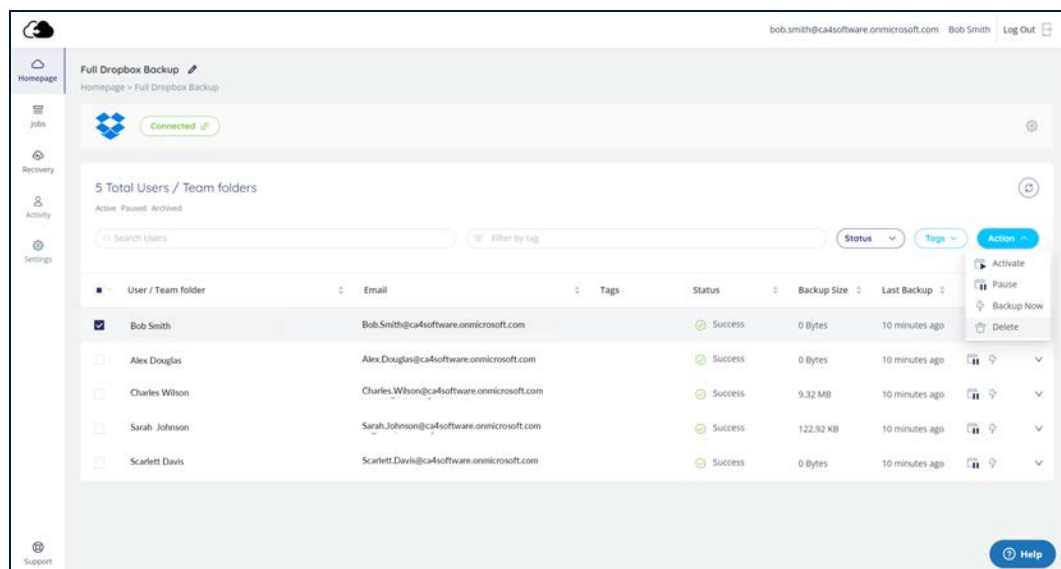 bob.smith@ca4software.onmicrosoft.com Bob Smith Log Out
Homepage
Full Dropbox Backup
Homepage > Full Dropbox Backup
Jobs
Connected
Recovery
5 Total Users / Team folders
Activity
Active Paused Archived
Search Users Filter by tag Status Tags Action
Settings
Activate
Pause
Backup Now
Delete
User / Team folder Email Tags Status Backup Size Last Backup
Bob Smith Bob.Smith@ca4software.onmicrosoft.com Success 0 Bytes 10 minutes ago
Alex Douglas Alex.Douglas@ca4software.onmicrosoft.com Success 0 Bytes 10 minutes ago
Charles Wilson Charles.Wilson@ca4software.onmicrosoft.com Success 9.32 MB 10 minutes ago
Sarah Johnson Sarah.Johnson@ca4software.onmicrosoft.com Success 122.92 KB 10 minutes ago
Scarlett Davis Scarlett.Davis@ca4software.onmicrosoft.com Success 0 Bytes 10 minutes ago
Support
Help